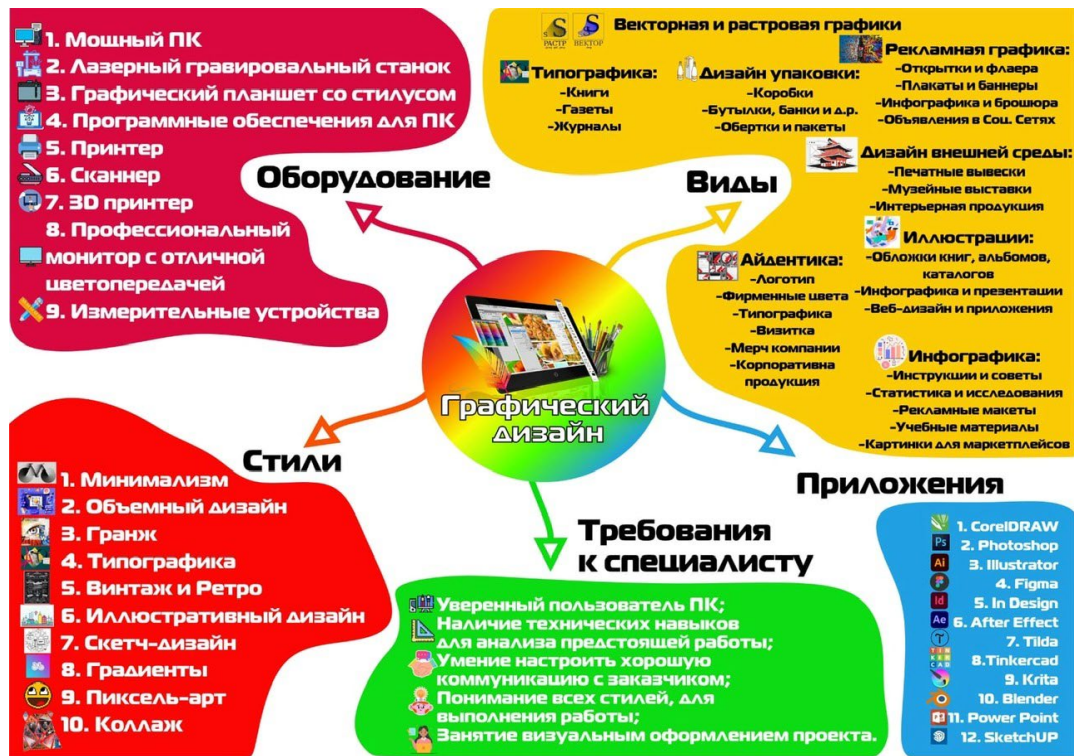 1. Мощный ПК
2. Лазерный гравировальный станок
3. Графический планшет со стилусом
4. Программные обеспечения для ПК
5. Принтер
6. Сканнер
7. 3D принтер
8. Профессиональный
монитор с отличной
цветопередачей
9. Измерительные устройства
Оборудование
Векторная и растровая графики
РАСТР
ВЕКТОР
Типографика:
-Книги
-Газеты
-Журналы
Дизайн упаковки:
-Коробки
-Бутылки, банки и д.р.
-Обертки и пакеты
Рекламная графика:
-Открытки и флаера
-Плакаты и баннеры
-Инфографика и брошюра
-Объявления в Соц. Сетях
Виды
Дизайн внешней среды:
-Печатные вывески
-Музейные выставки
-Интерьерная продукция
Иллюстрации:
-Обложки книг, альбомов,
каталогов
-Инфографика и презентации
-Веб-дизайн и приложения
Айдентика:
-Логотип
-Фирменные цвета
-Типографика
-Визитка
-Мерч компании
-Корпоративна
продукция
Инфографика:
-Инструкции и советы
-Статистика и исследования
-Рекламные макеты
-Учебные материалы
-Картинки для маркетплейсов
Графический
дизайн
Стили
1. Минимализм
2. Объемный дизайн
3. Гранж
4. Типографика
5. Винтаж и Ретро
6. Иллюстративный дизайн
7. Скетч-дизайн
8. Градиенты
9. Пиксель-арт
10. Коллаж
Требования
к специалисту
Уверенный пользователь ПК;
Наличие технических навыков
для анализа предстоящей работы;
Умение настроить хорошую
коммуникацию с заказчиком;
Понимание всех стилей, для
выполнения работы;
Занятие визуальным оформлением проекта.
Приложения
1. CorelDRAW
Ps 2. Photoshop
Ai 3. Illustrator
4. Figma
Id 5. In Design
Ae 6. After Effect
7. Tilda
8.Tinkercad
9. Krita
10. Blender
11. Power Point
12. SketchUP